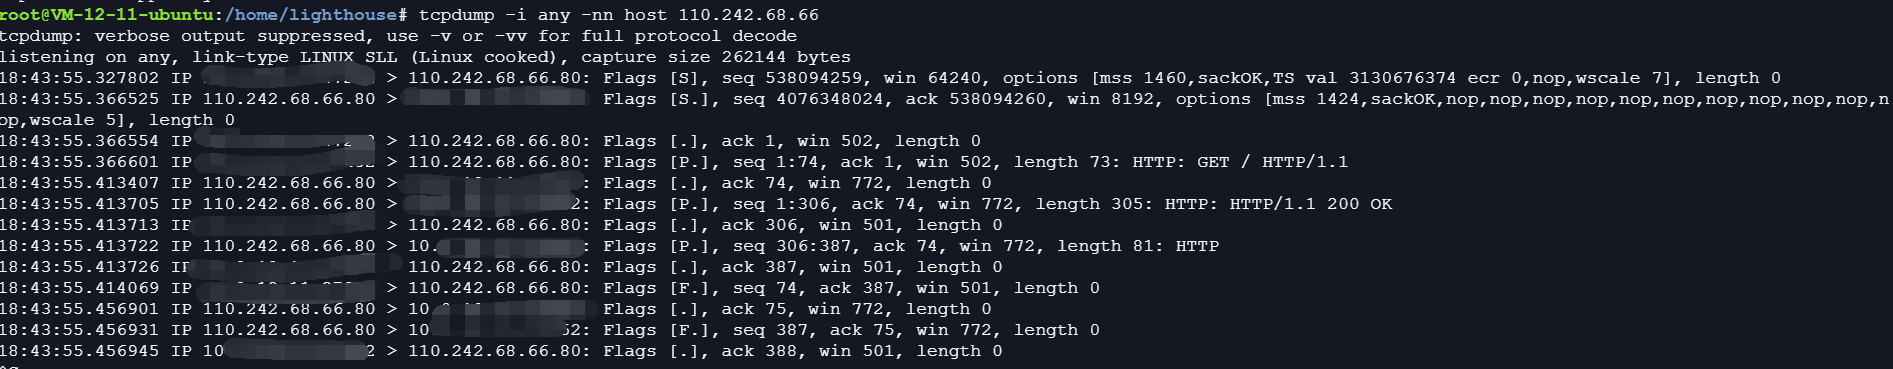 root@VM-12-11-ubuntu:/home/lighthouse# tcpdump -i any -nn host 110.242.68.66
tcpdump: verbose output suppressed, use -v or -vv for full protocol decode
listening on any, link-type LINUX_SLL (Linux cooked), capture size 262144 bytes
18:43:55.327802 IP > 110.242.68.66.80: Flags [S], seq 538094259, win 64240, options [mss 1460,sackOK,TS val 3130676374 ecr 0,nop,wscale 7], length 0
18:43:55.366525 IP 110.242.68.66.80 > Flags [S.], seq 4076348024, ack 538094260, win 8192, options [mss 1424,sackOK,nop,nop,nop,nop,nop,nop,nop,nop,nop,nop,n
op,wscale 5], length 0
18:43:55.366554 IP > 110.242.68.66.80: Flags [.], ack 1, win 502, length 0
18:43:55.366601 IP > 110.242.68.66.80: Flags [P.], seq 1:74, ack 1, win 502, length 73: HTTP: GET / HTTP/1.1
18:43:55.413407 IP 110.242.68.66.80 > : Flags [.], ack 74, win 772, length 0
18:43:55.413705 IP 110.242.68.66.80 > 2: Flags [P.], seq 1:306, ack 74, win 772, length 305: HTTP: HTTP/1.1 200 OK
18:43:55.413713 IP > 110.242.68.66.80: Flags [.], ack 306, win 501, length 0
18:43:55.413722 IP 110.242.68.66.80 > 10. : Flags [P.], seq 306:387, ack 74, win 772, length 81: HTTP
18:43:55.413726 IP 110.242.68.66.80: Flags [.], ack 387, win 501, length 0
18:43:55.414069 IP > 110.242.68.66.80: Flags [F.], seq 74, ack 387, win 501, length 0
18:43:55.456901 IP 110.242.68.66.80 > 10 : Flags [.], ack 75, win 772, length 0
18:43:55.456931 IP 110.242.68.66.80 > 10 52: Flags [F.], seq 387, ack 75, win 772, length 0
18:43:55.456945 IP 10 2 > 110.242.68.66.80: Flags [.], ack 388, win 501, length 0